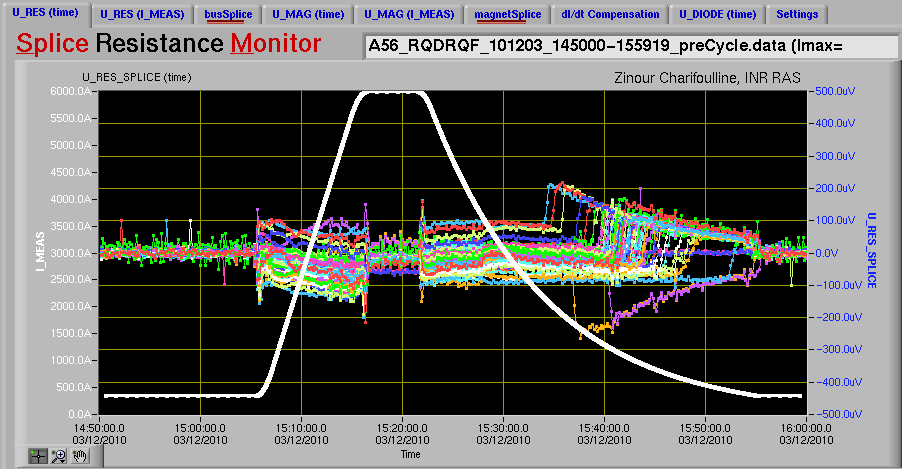 U_RES (time) U_RES (I_MEAS) busSplice U_MAG (time) U_MAG (I_MEAS) magnetSplice dI/dt Compensation U_DIODE (time) Settings
Splice Resistance Monitor
A56_RQDRQF_101203_145000-155919_preCycle.data (Imax=
U_RES_SPLICE (time)
Zinour Charifoulline, INR RAS
6000.0A
5500.0A
5000.0A
4500.0A
4000.0A
3500.0A
3000.0A
2500.0A
2000.0A
1500.0A
1000.0A
500.0A
0.0A
I_MEAS
500.0uV
400.0uV
300.0uV
200.0uV
100.0uV
0.0uV
-100.0uV
-200.0uV
-300.0uV
-400.0uV
-500.0uV
U_RES_SPLICE
14:50:00.0 15:00:00.0 15:10:00.0 15:20:00.0 15:30:00.0 15:40:00.0 15:50:00.0 16:00:00.0
03/12/2010 03/12/2010 03/12/2010 03/12/2010 03/12/2010 03/12/2010 03/12/2010 03/12/2010
Time